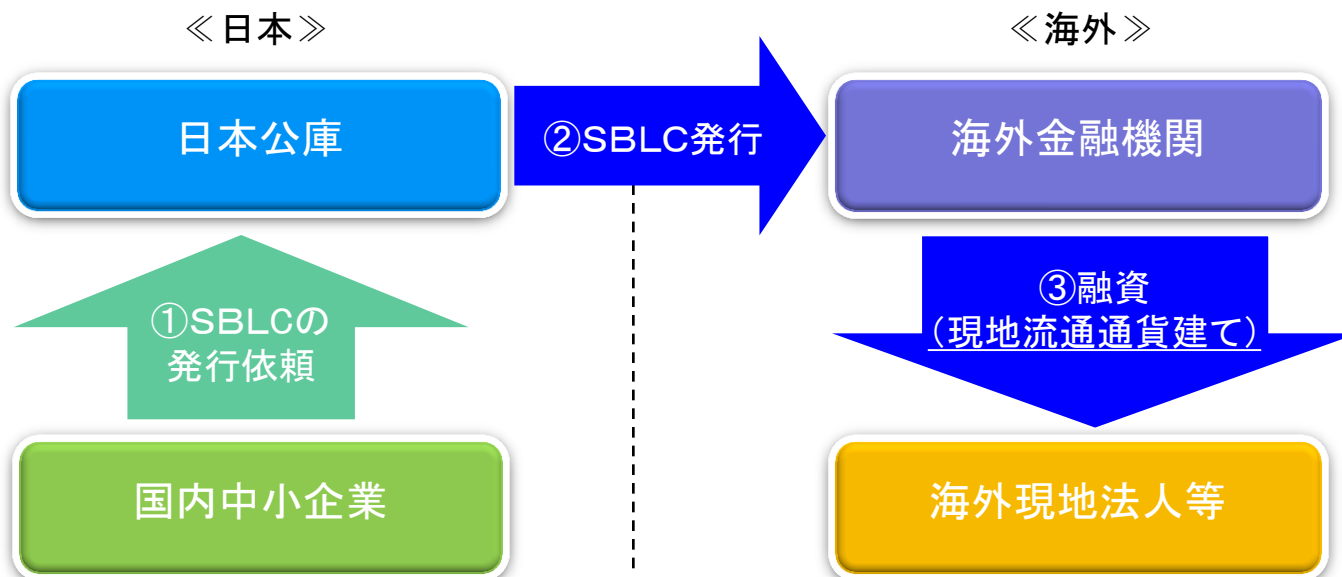 ≪日本≫
≪海外≫
日本公庫
②SBLC発行
海外金融機関
①SBLCの
発行依頼
③融資
（現地流通通貨建て）
国内中小企業
海外現地法人等